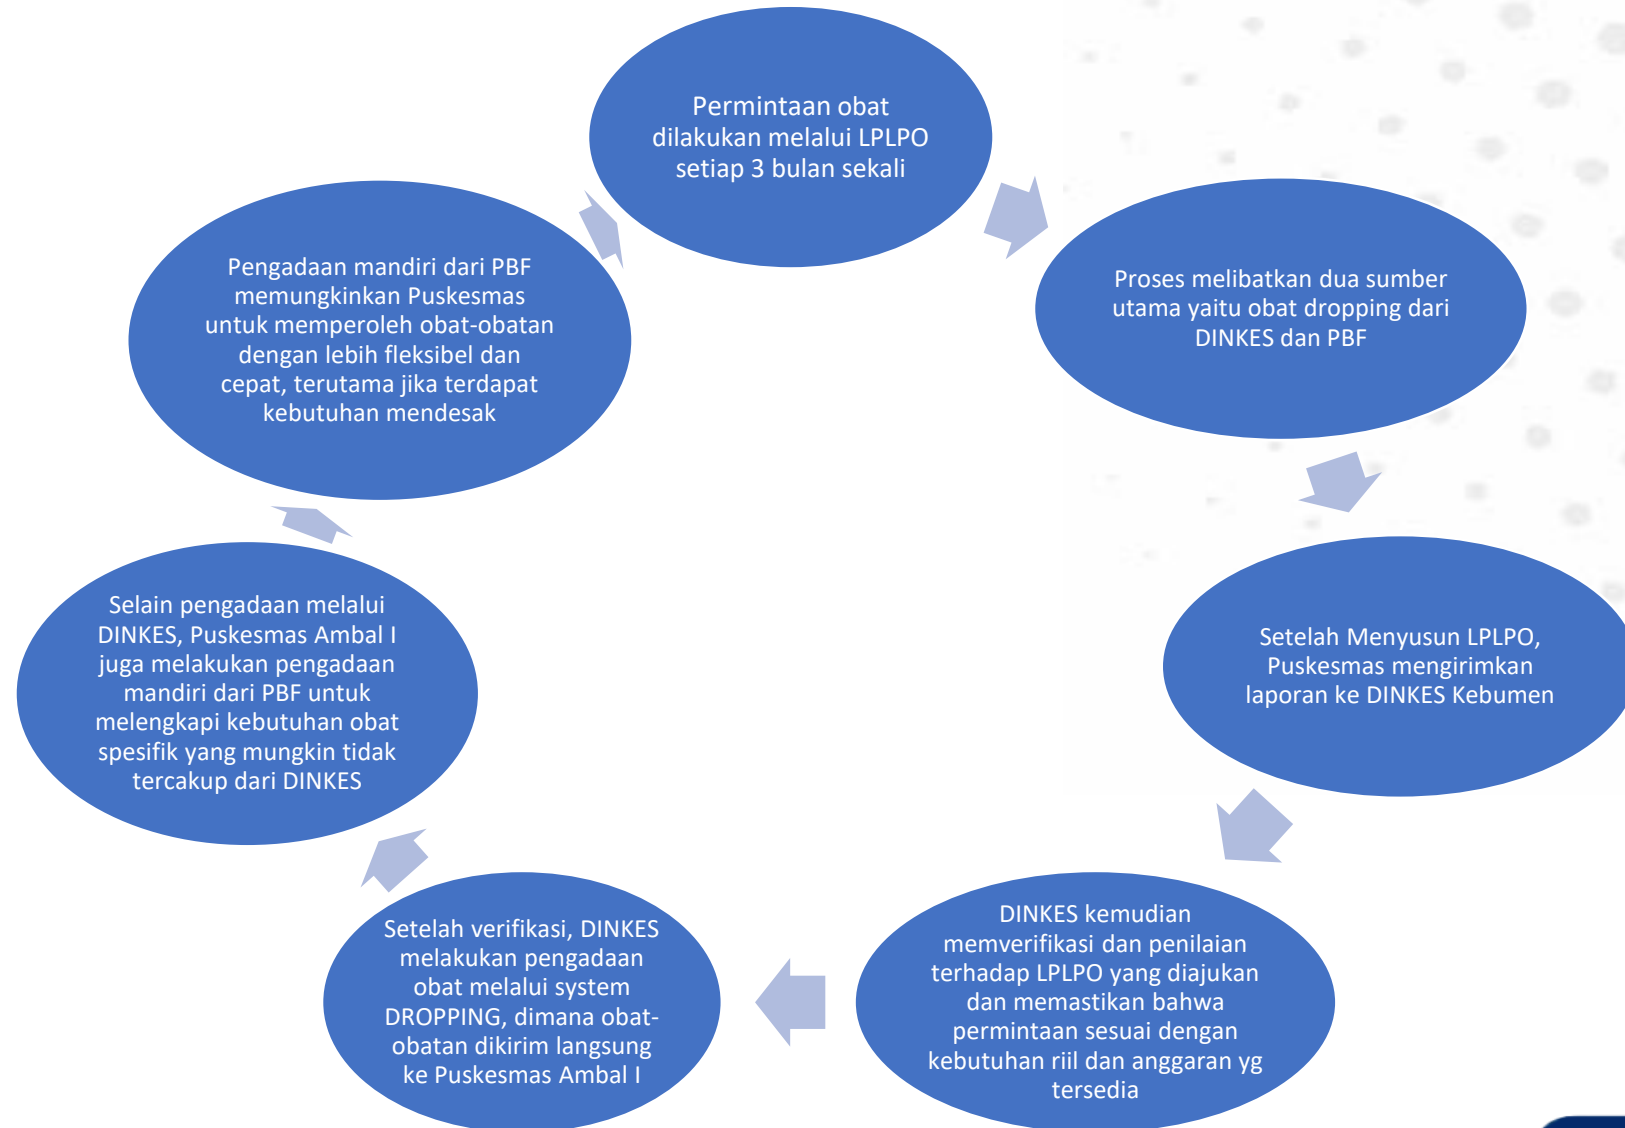 Permintaan obat
dilakukan melalui LPLPO
setiap 3 bulan sekali
Proses melibatkan dua sumber
utama yaitu obat dropping dari
DINKES dan PBF
Setelah Menyusun LPLPO,
Puskesmas mengirimkan
laporan ke DINKES Kebumen
DINKES kemudian
memverifikasi dan penilaian
terhadap LPLPO yang diajukan
dan memastikan bahwa
permintaan sesuai dengan
kebutuhan riil dan anggaran yg
tersedia
Setelah verifikasi, DINKES
melakukan pengadaan
obat melalui system
DROPPING, dimana obat-
obatan dikirim langsung
ke Puskesmas Ambal I
Selain pengadaan melalui
DINKES, Puskesmas Ambal I
juga melakukan pengadaan
mandiri dari PBF untuk
melengkapi kebutuhan obat
spesifik yang mungkin tidak
tercakup dari DINKES
Pengadaan mandiri dari PBF
memungkinkan Puskesmas
untuk memperoleh obat-obatan
dengan lebih fleksibel dan
cepat, terutama jika terdapat
kebutuhan mendesak